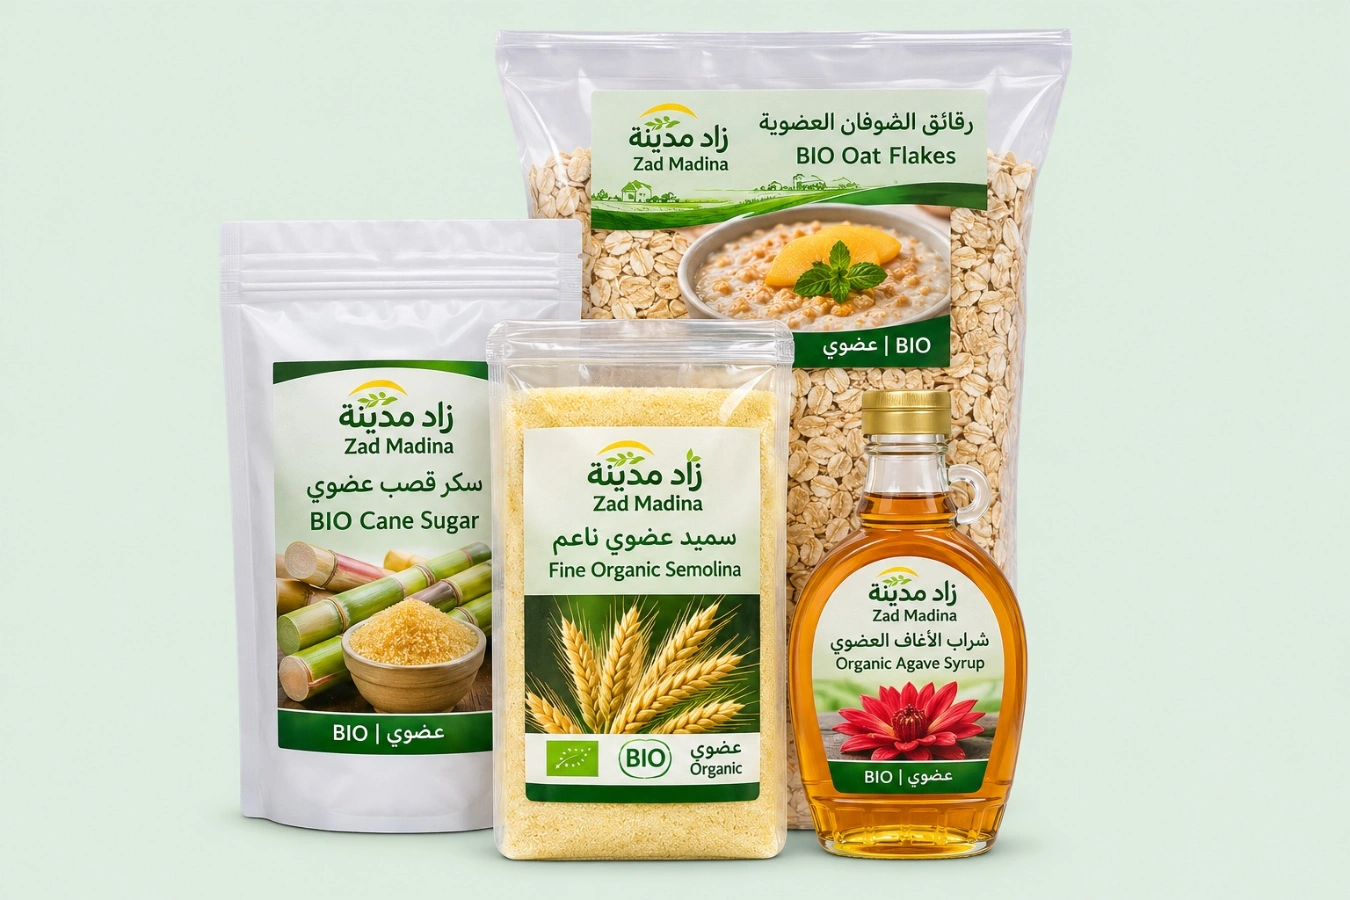 زاد مدينة
Zad Madina
رقائق الشوفان العضوية
BIO Oat Flakes
عضوي | BIO
زاد مدينة
Zad Madina
سكر قصب عضوي
BIO Cane Sugar
BIO | عضوي
زاد مدينة
Zad Madina
سميد عضوي ناعم
Fine Organic Semolina
BIO
عضوي
Organic
زاد مدينة
Zad Madina
شراب الأغاف العضوي
Organic Agave Syrup
BIO | عضوي